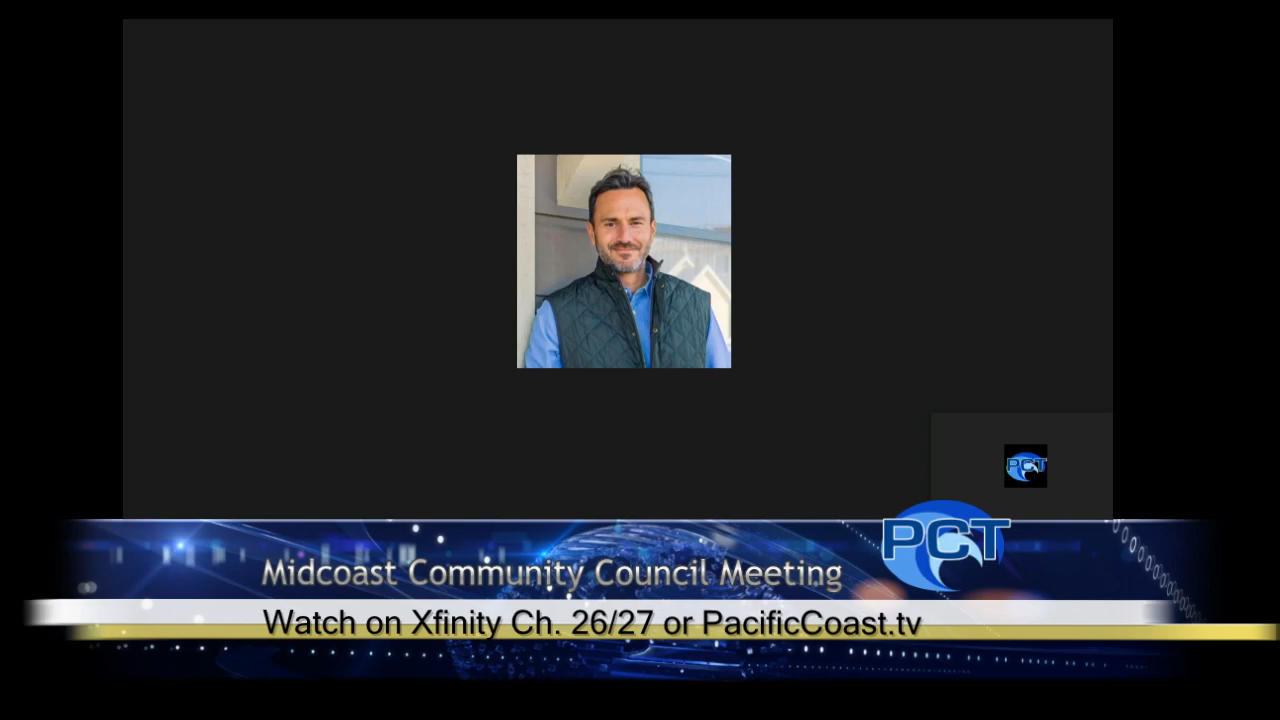 PCT
PCT
Midcoast Community Council Meeting
Watch on Xfinity Ch. 26/27 or PacificCoast.tv